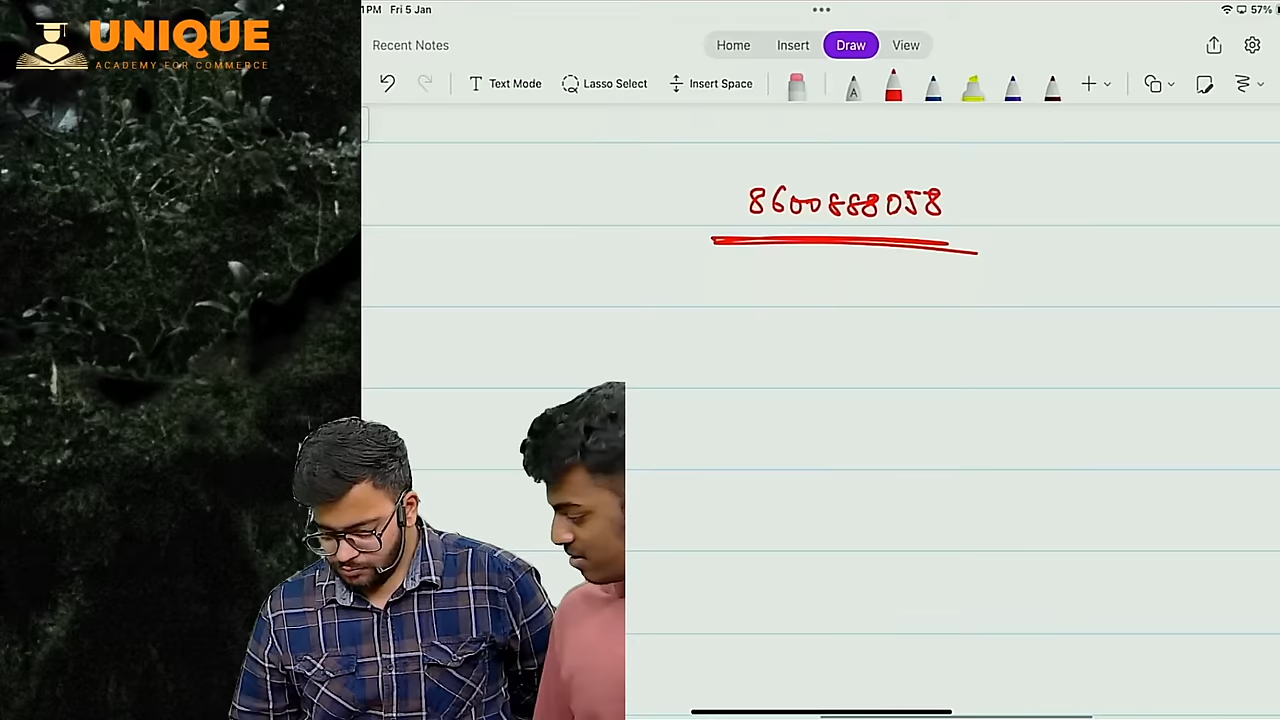 UNIQUE
ACADEMY FOR COMMERCE
1PM Fri 5 Jan
57%
Recent Notes
Home Insert Draw View
Text Mode Lasso Select Insert Space
A
8600888058